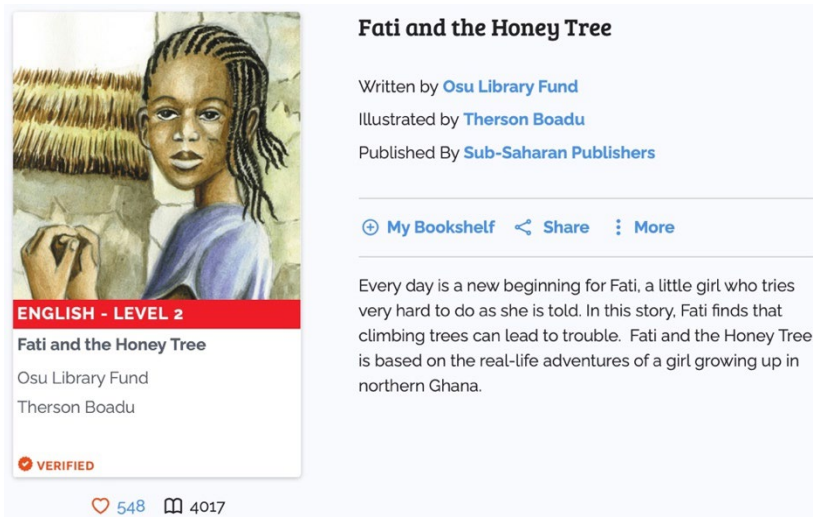 ENGLISH - LEVEL 2
Fati and the Honey Tree
Osu Library Fund
Therson Boadu
VERIFIED
548 4017
Fati and the Honey Tree
Written by Osu Library Fund
Illustrated by Therson Boadu
Published By Sub-Saharan Publishers
My Bookshelf Share More
Every day is a new beginning for Fati, a little girl who tries
very hard to do as she is told. In this story, Fati finds that
climbing trees can lead to trouble.  Fati and the Honey Tree
is based on the real-life adventures of a girl growing up in
northern Ghana.